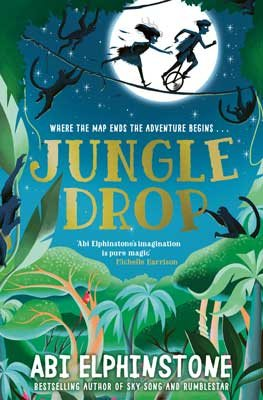 WHERE THE MAP ENDS THE ADVENTURE BEGINS . . .
JUNGLE
DROP
'Abi Elphinstone's imagination
is pure magic'
Michelle Harrison
ABI ELPHINSTONE
BESTSELLING AUTHOR OF SKY SONG AND RUMBLESTAR